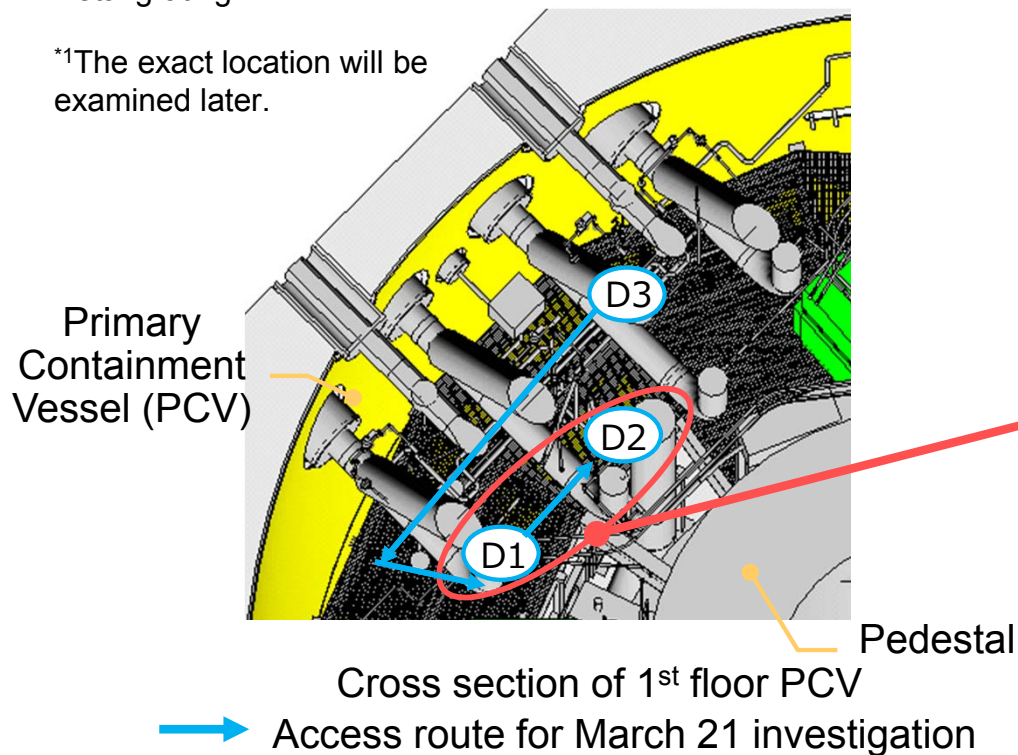 *1The exact location will be
examined later.
D3
Primary
Containment
Vessel (PCV)
D2
D1
Pedestal
Cross section of 1st floor PCV
Access route for March 21 investigation